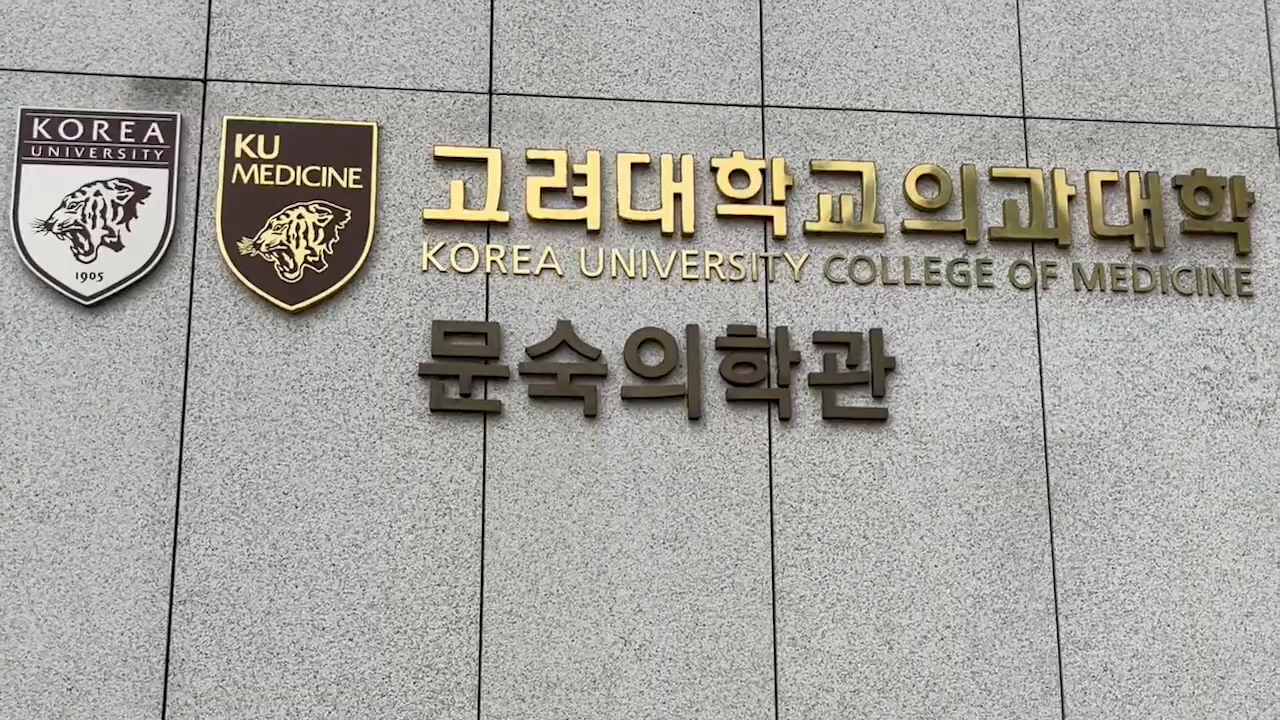 KOREA
UNIVERSITY
1905
KU
MEDICINE
고려대학교의과대학
KOREA UNIVERSITY COLLEGE OF MEDICINE
문숙의학관